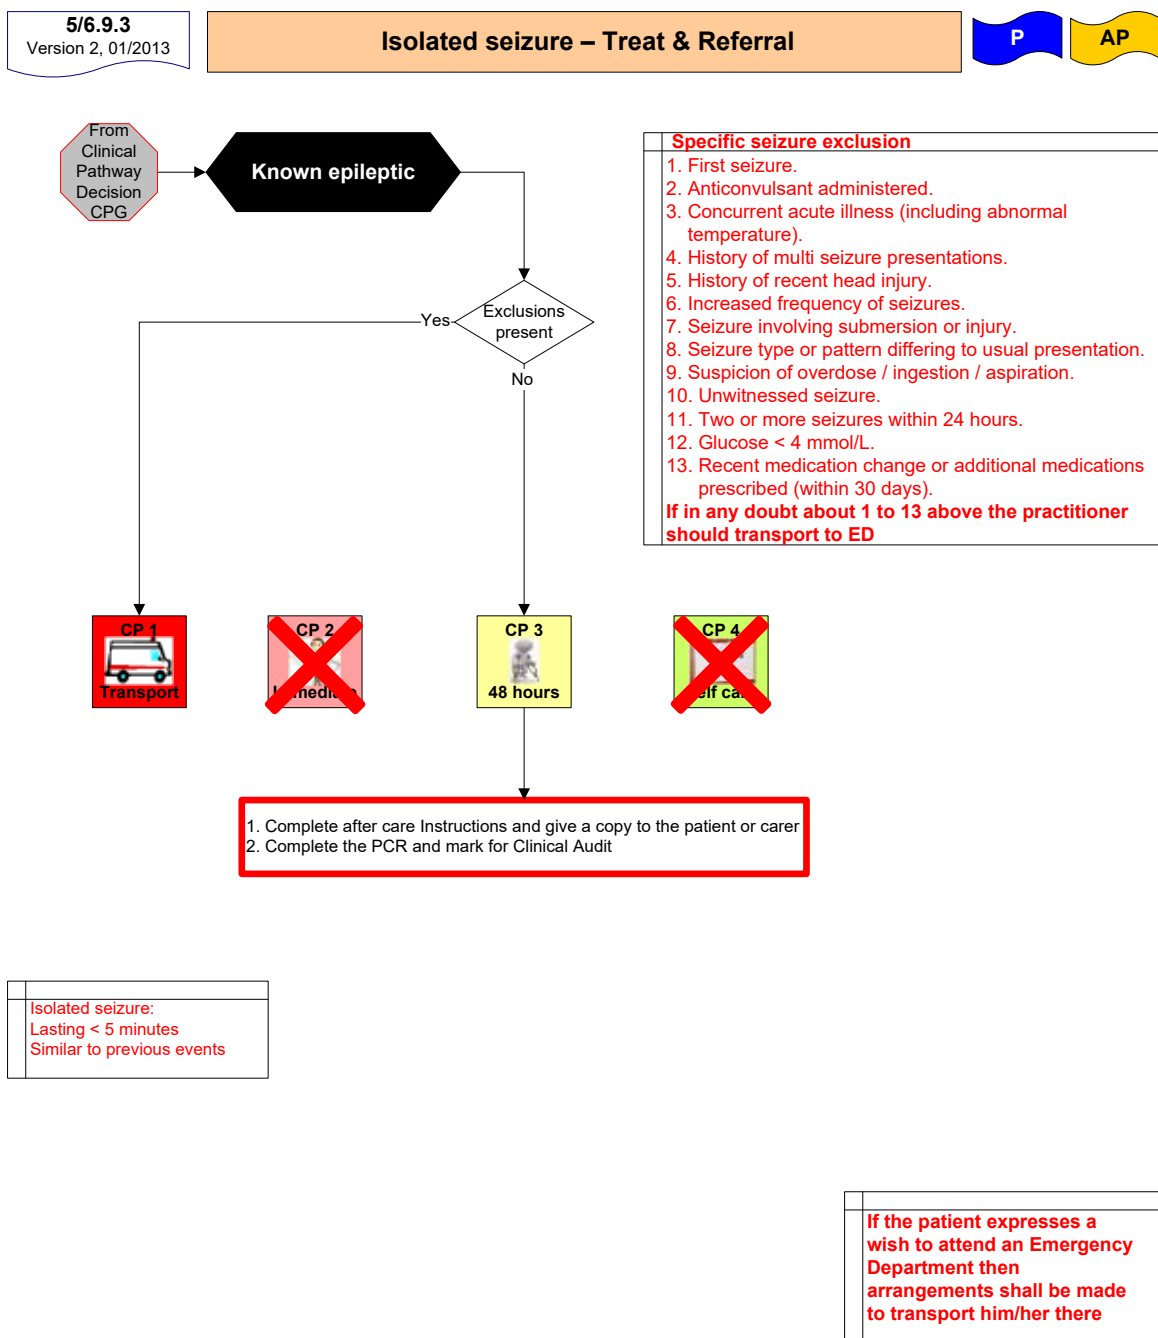 5/6.9.3
Version 2, 01/2013
Isolated seizure – Treat & Referral
P
AP
From
Clinical
Pathway
Decision
CPG
Known epileptic
Specific seizure exclusion
1. First seizure.
2. Anticonvulsant administered.
3. Concurrent acute illness (including abnormal
temperature).
4. History of multi seizure presentations.
5. History of recent head injury.
6. Increased frequency of seizures.
7. Seizure involving submersion or injury.
8. Seizure type or pattern differing to usual presentation.
9. Suspicion of overdose / ingestion / aspiration.
10. Unwitnessed seizure.
11. Two or more seizures within 24 hours.
12. Glucose < 4 mmol/L.
13. Recent medication change or additional medications
prescribed (within 30 days).
If in any doubt about 1 to 13 above the practitioner
should transport to ED
Exclusions
present
Yes
No
CP 1
Transport
CP 2
CP 3
48 hours
CP 4
1. Complete after care Instructions and give a copy to the patient or carer
2. Complete the PCR and mark for Clinical Audit
Isolated seizure:
Lasting < 5 minutes
Similar to previous events
If the patient expresses a
wish to attend an Emergency
Department then
arrangements shall be made
to transport him/her there